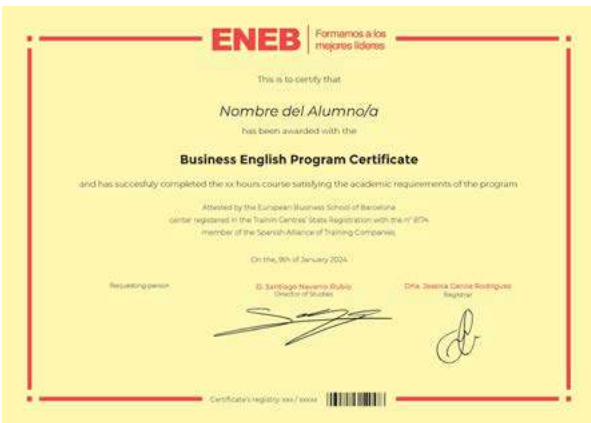 ENEB
Formamos a los
mejores líderes
This is to certify that
Nombre del Alumno/a
has been awarded with the
Business English Program Certificate
and has succesfuly completed the xx hours course satisfying the academic requirements of the program
Attested by the European Business School of Barcelona
center registered in the Trainin Centres' State Registration with the nº 8174
member of the Spanish Alliance of Training Companies
On the, 9th of January 2024
Requesting person
D. Santiago Navarro Rubio
Director of Studies
Dña. Jessica García Rodríguez
Registrar
Certificate's registry: xxx / xxxxx